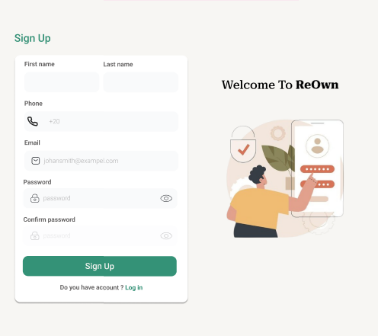 Sign Up
First name Last name
Phone
+20
Email
johansmith@example.com
Password
password
Confirm password
password
Sign Up
Do you have account ? Log in
Welcome To ReOwn